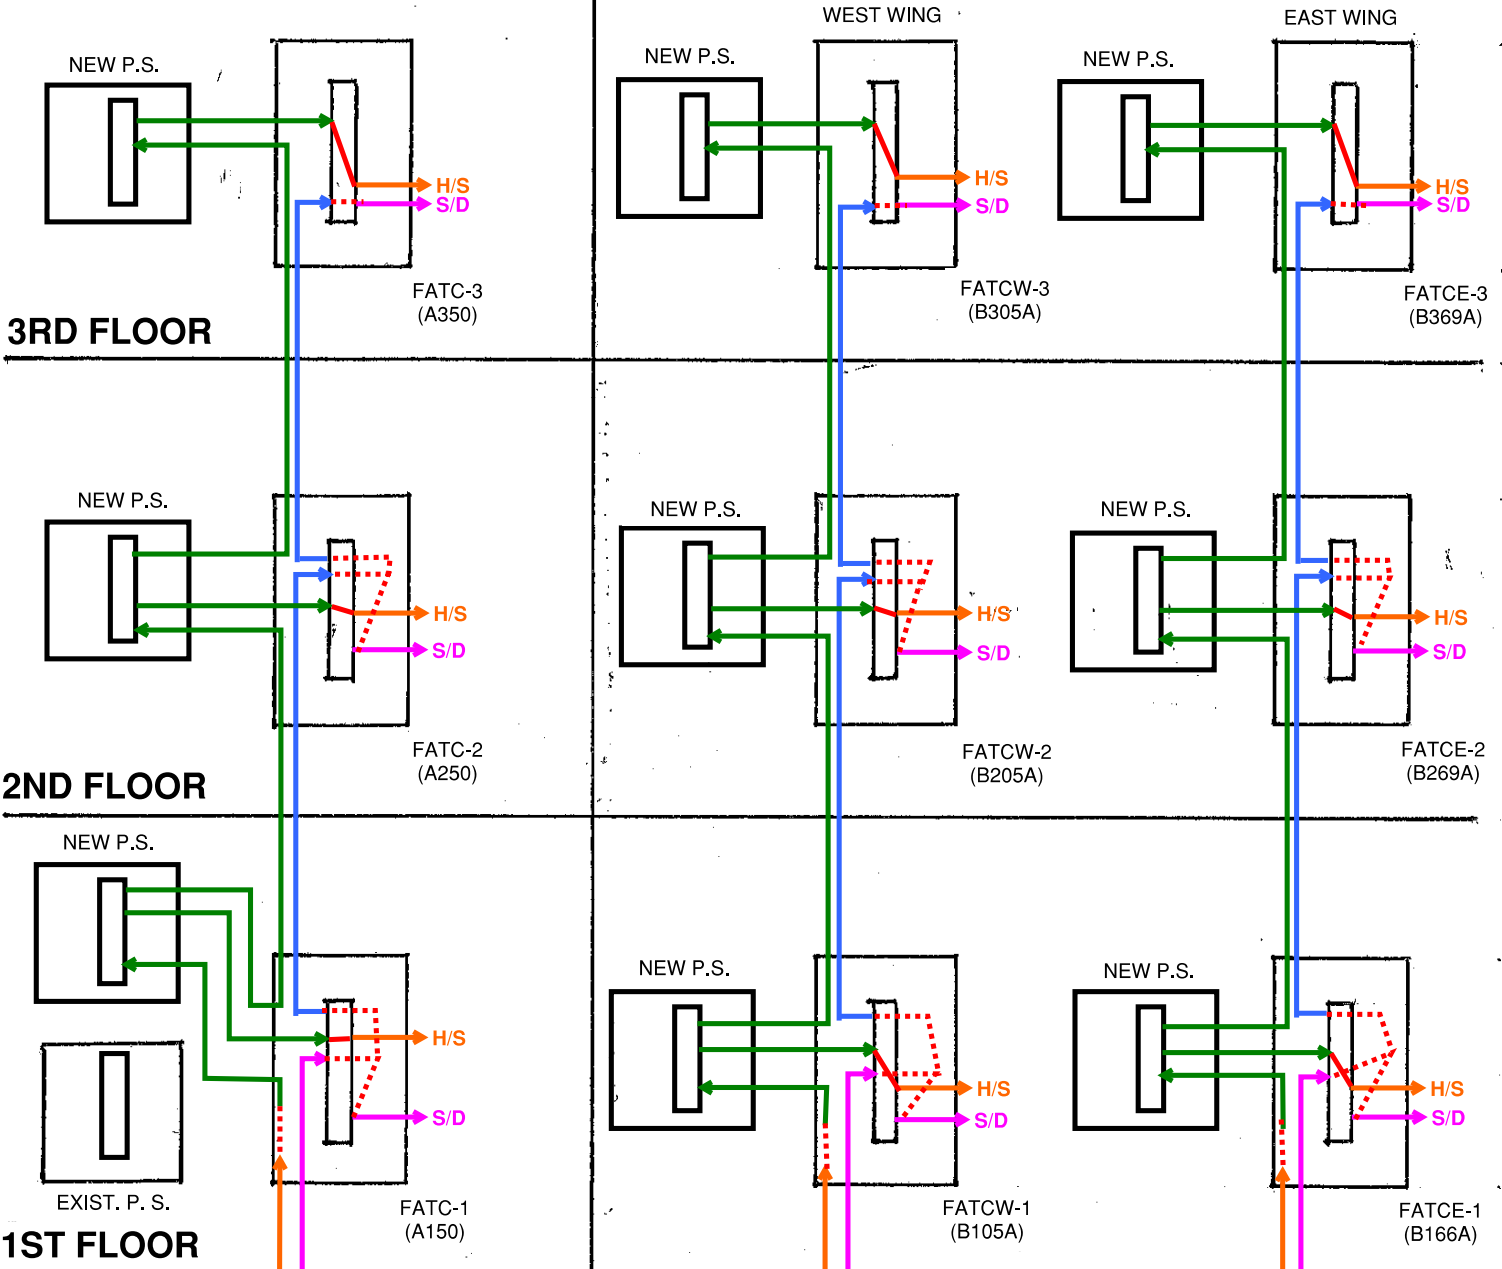 WEST WING
EAST WING
NEW P.S.
NEW P.S.
NEW P.S.
H/S
S/D
H/S
S/D
H/S
S/D
FATC-3
(A350)
FATCW-3
(B305A)
FATCE-3
(B369A)
3RD FLOOR
NEW P.S.
NEW P.S.
NEW P.S.
H/S
S/D
H/S
S/D
H/S
S/D
FATC-2
(A250)
FATCW-2
(B205A)
FATCE-2
(B269A)
2ND FLOOR
NEW P.S.
NEW P.S.
NEW P.S.
H/S
S/D
H/S
S/D
H/S
S/D
EXIST. P. S.
FATC-1
(A150)
FATCW-1
(B105A)
FATCE-1
(B166A)
1ST FLOOR